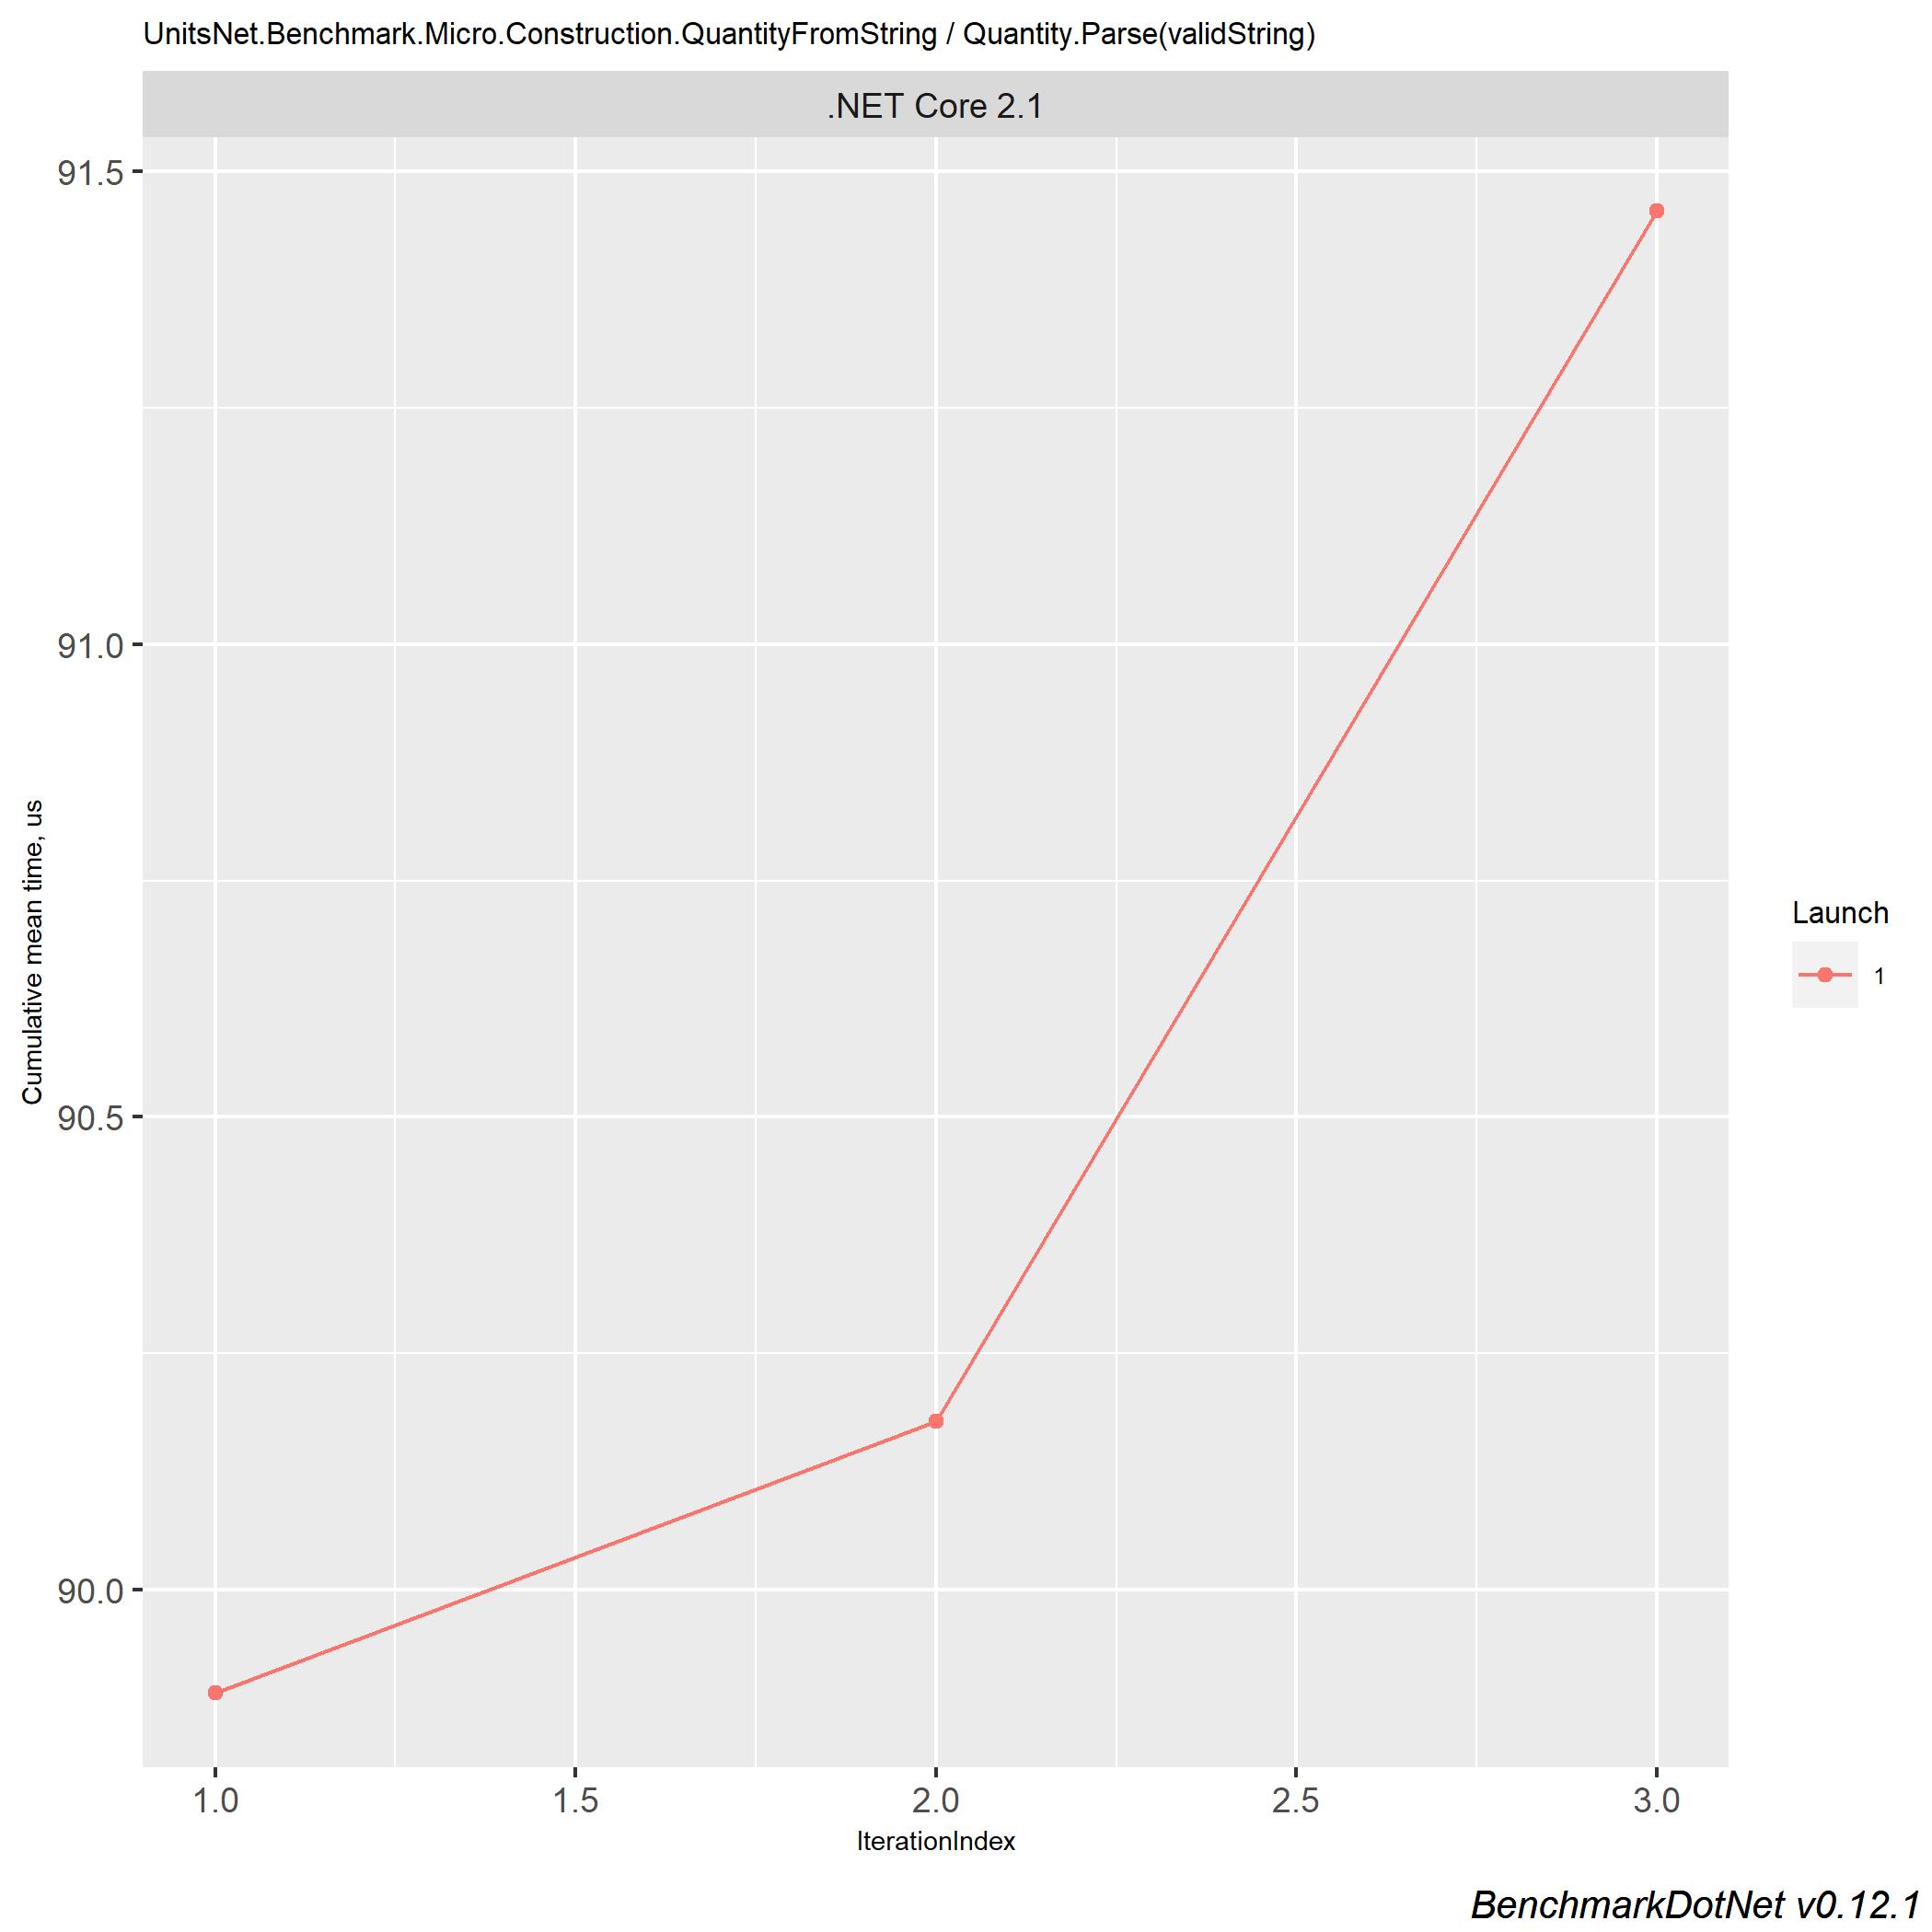 UnitsNet.Benchmark.Micro.Construction.QuantityFromString / Quantity.Parse(validString)
.NET Core 2.1
91.5
91.0
90.5
90.0
Cumulative mean time, us
1.0 1.5 2.0 2.5 3.0
IterationIndex
Launch
1
BenchmarkDotNet v0.12.1